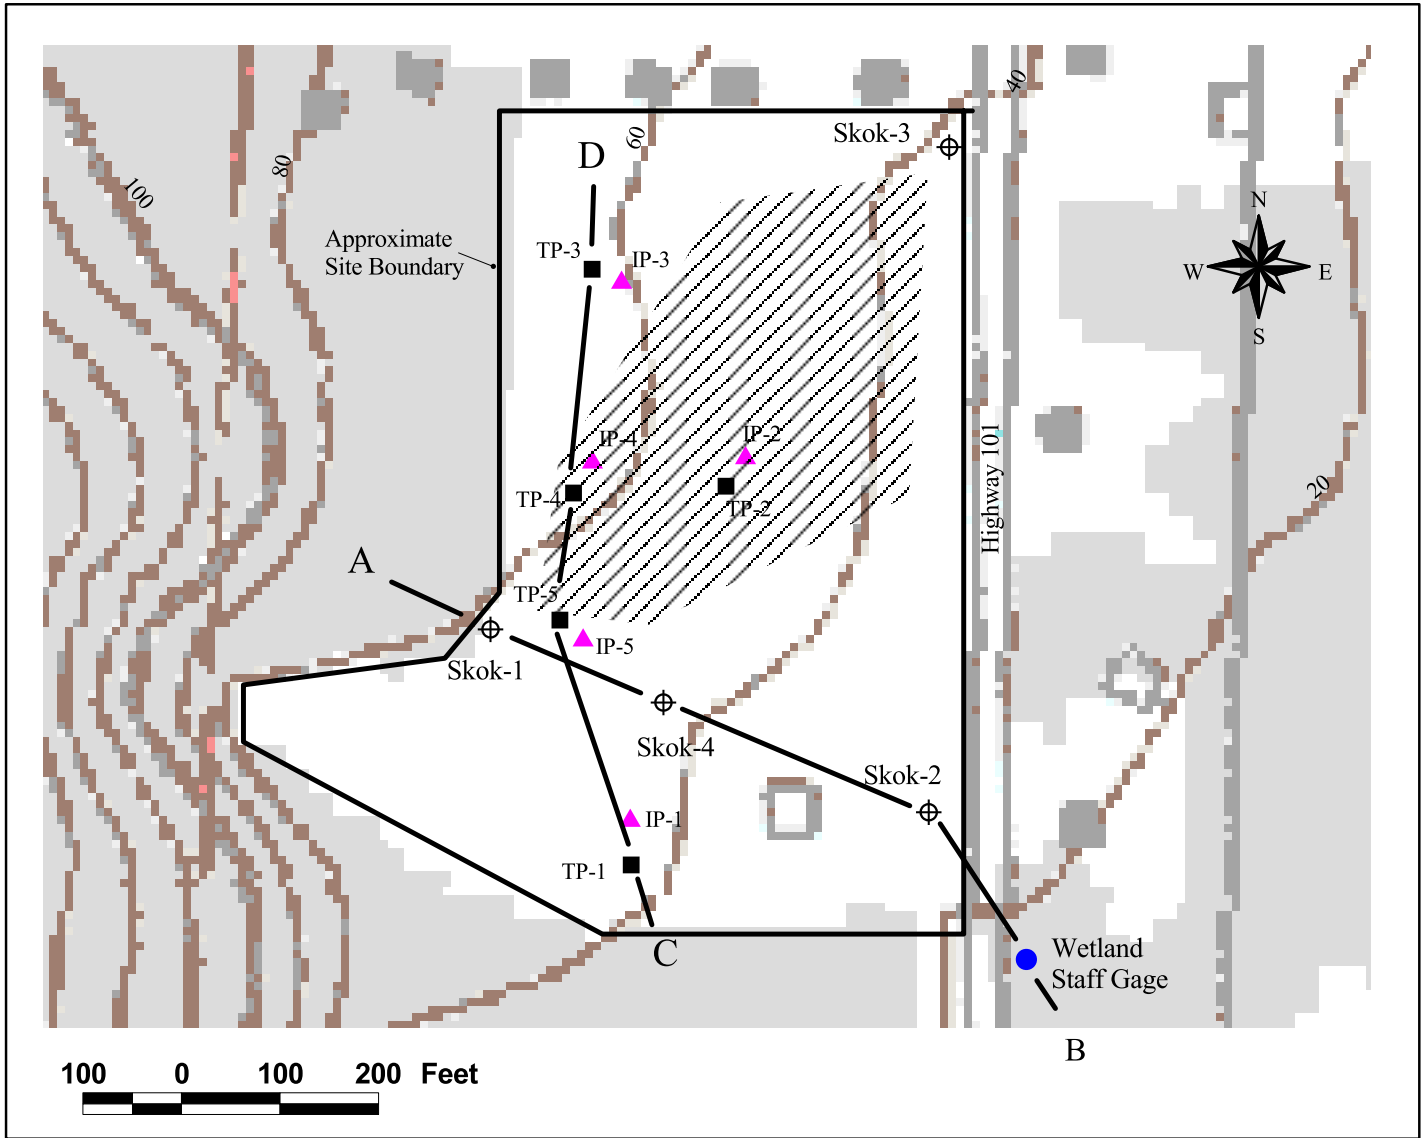 40
Skok-3
60
D
80
100
N
Approximate
Site Boundary
TP-3
IP-3
W
E
S
IP-4
IP-2
Highway 101
TP-4
TP-2
20
A
TP-5
IP-5
Skok-1
Skok-4
Skok-2
IP-1
TP-1
C
Wetland
Staff Gage
B
100 0 100 200 Feet